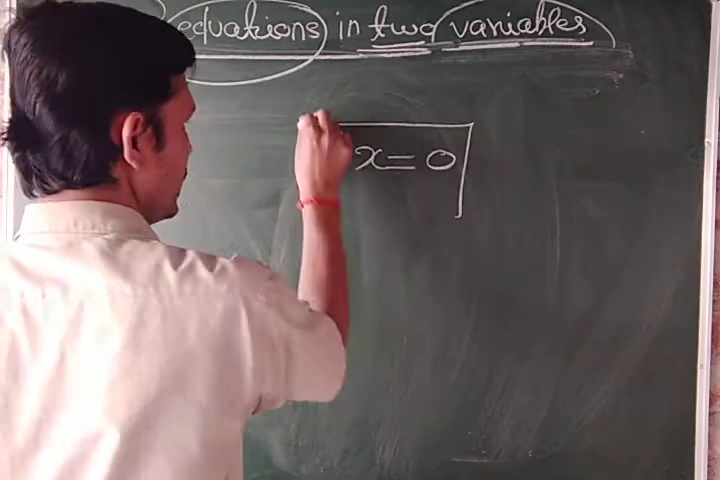 equations in two variables
x = 0